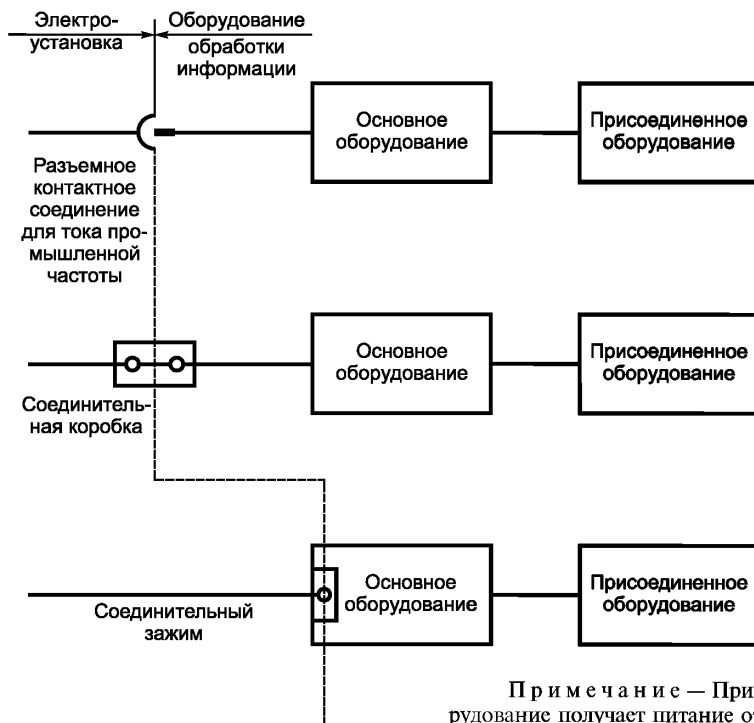 Электро-
установка
Оборудование
обработки
информации
Основное
оборудование
Присоединенное
оборудование
Разъемное
контактное
соединение
для тока про-
мышленной
частоты
Основное
оборудование
Присоединенное
оборудование
Соединитель-
ная коробка
Основное
оборудование
Присоединенное
оборудование
Соединительный
зажим
Примечание — При
рудование получает питание от